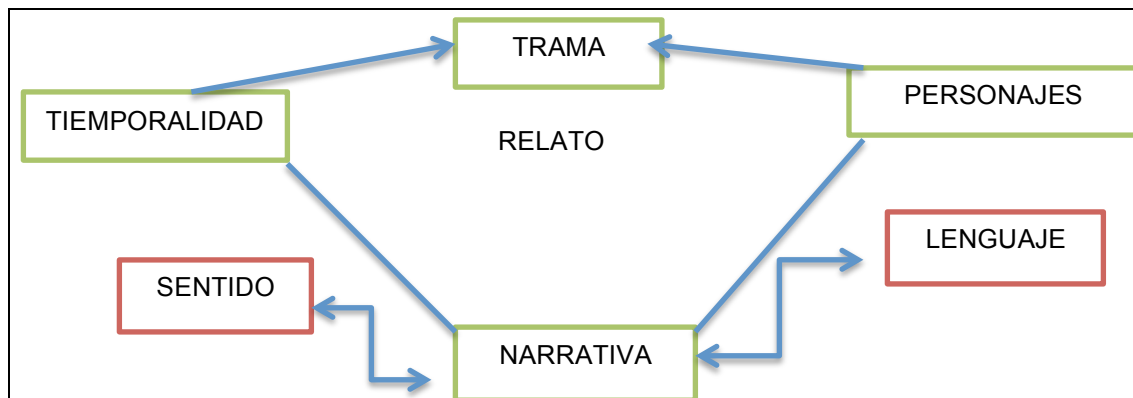 TRAMA
PERSONAJES
TIEMPORALIDAD
RELATO
LENGUAJE
SENTIDO
NARRATIVA